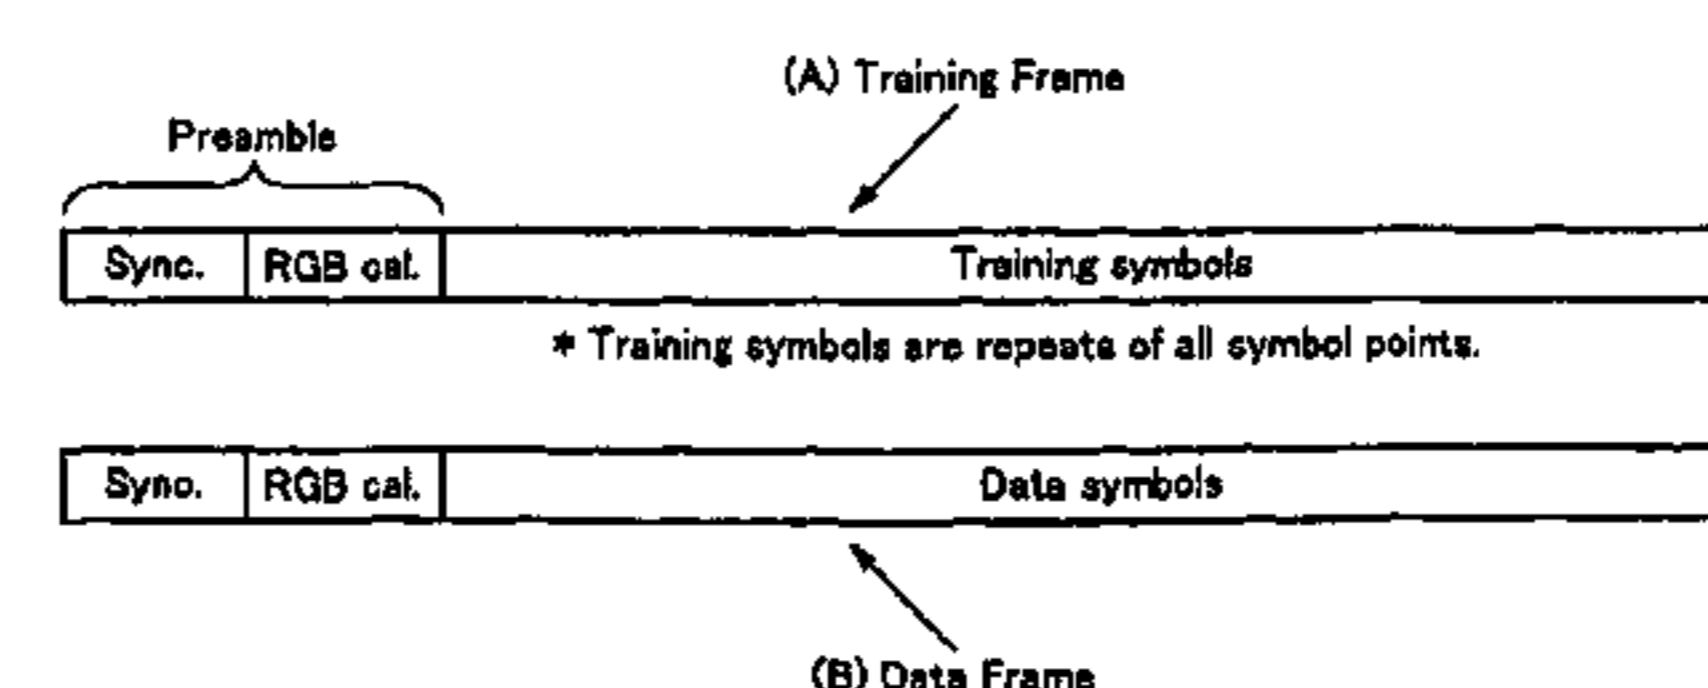 (A) Training Frame
Preamble
Sync. RGB cal. Training symbols
* Training symbols are repeats of all symbol points.
Sync. RGB cal. Data symbols
(B) Data Frame